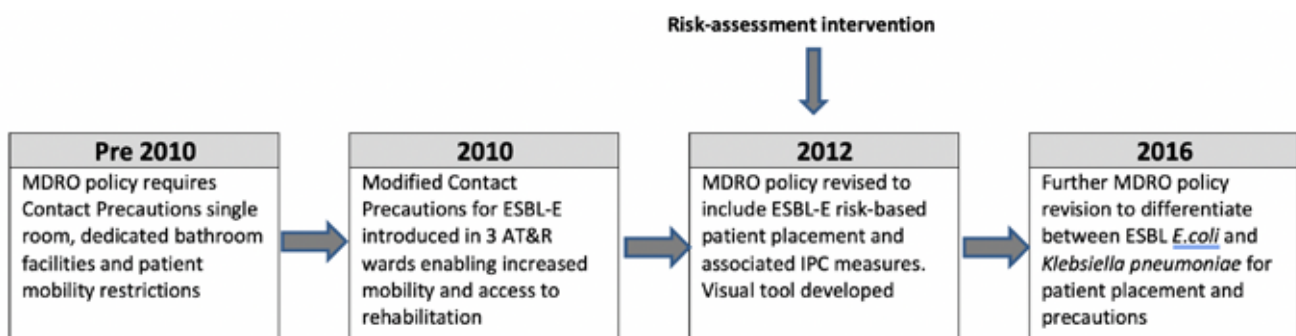 Risk-assessment intervention
Pre 2010
MDRO policy requires
Contact Precautions single
room, dedicated bathroom
facilities and patient
mobility restrictions
2010
Modified Contact
Precautions for ESBL-E
introduced in 3 AT&R
wards enabling increased
mobility and access to
rehabilitation
2012
MDRO policy revised to
include ESBL-E risk-based
patient placement and
associated IPC measures.
Visual tool developed
2016
Further MDRO policy
revision to differentiate
between ESBL E.coli and
Klebsiella pneumoniae for
patient placement and
precautions